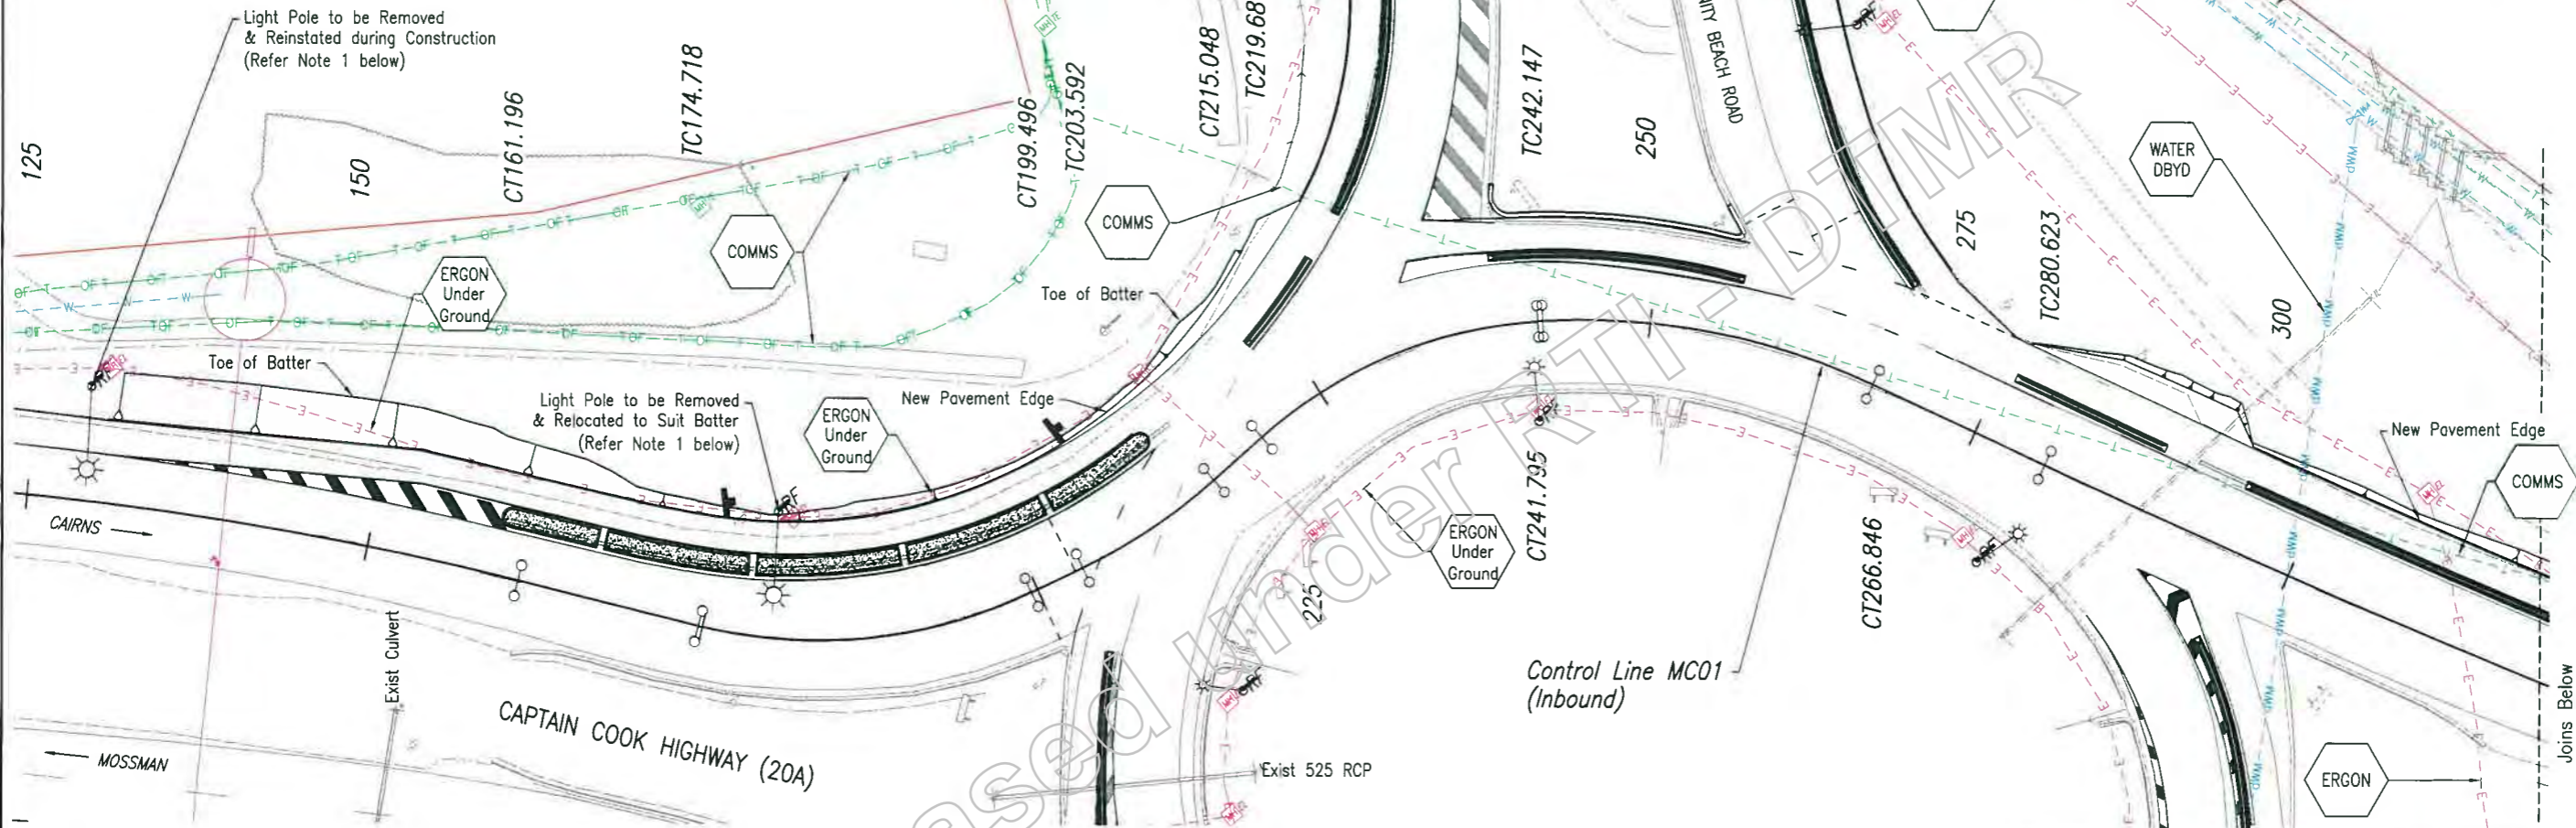 Light Pole to be Removed
& Reinstated during Construction
(Refer Note 1 below)
125
150
CT161.196
TC174.718
CT199.496
TC203.592
CT215.048
TC219.68
TC242.147
250
BEACH ROAD
275
TC280.623
300
WATER
DBYD
COMMS
COMMS
ERGON
Under
Ground
Toe of Batter
Toe of Batter
Light Pole to be Removed
& Relocated to Suit Batter
(Refer Note 1 below)
ERGON
Under
Ground
New Pavement Edge
New Pavement Edge
COMMS
CAIRNS
MOSSMAN
Exist Culvert
CAPTAIN COOK HIGHWAY (20A)
225
ERGON
Under
Ground
CT241.795
CT266.846
Control Line MC01
(Inbound)
Exist 525 RCP
ERGON
Joins Below
ased under RTI - DTMR